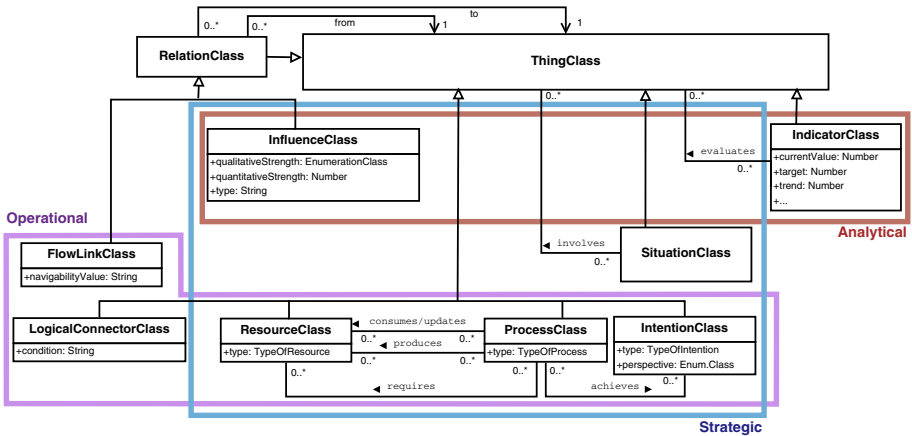 to
0..*
0..*
from
1
1
RelationClass
ThingClass
0..*
0..*
InfluenceClass
+qualitativeStrength: EnumerationClass
+quantitativeStrength: Number
+type: String
IndicatorClass
+currentValue: Number
+target: Number
+trend: Number
+...
evaluates
0..*
Operational
Analytical
FlowLinkClass
+navigabilityValue: String
involves
0..*
SituationClass
LogicalConnectorClass
+condition: String
ResourceClass
+type: TypeOfResource
consumes/updates
0..*
0..*
produces
0..*
0..*
ProcessClass
+type: TypeOfProcess
IntentionClass
+type: TypeOfIntention
+perspective: Enum.Class
0..*
requires
0..*
0..*
achieves
0..*
Strategic